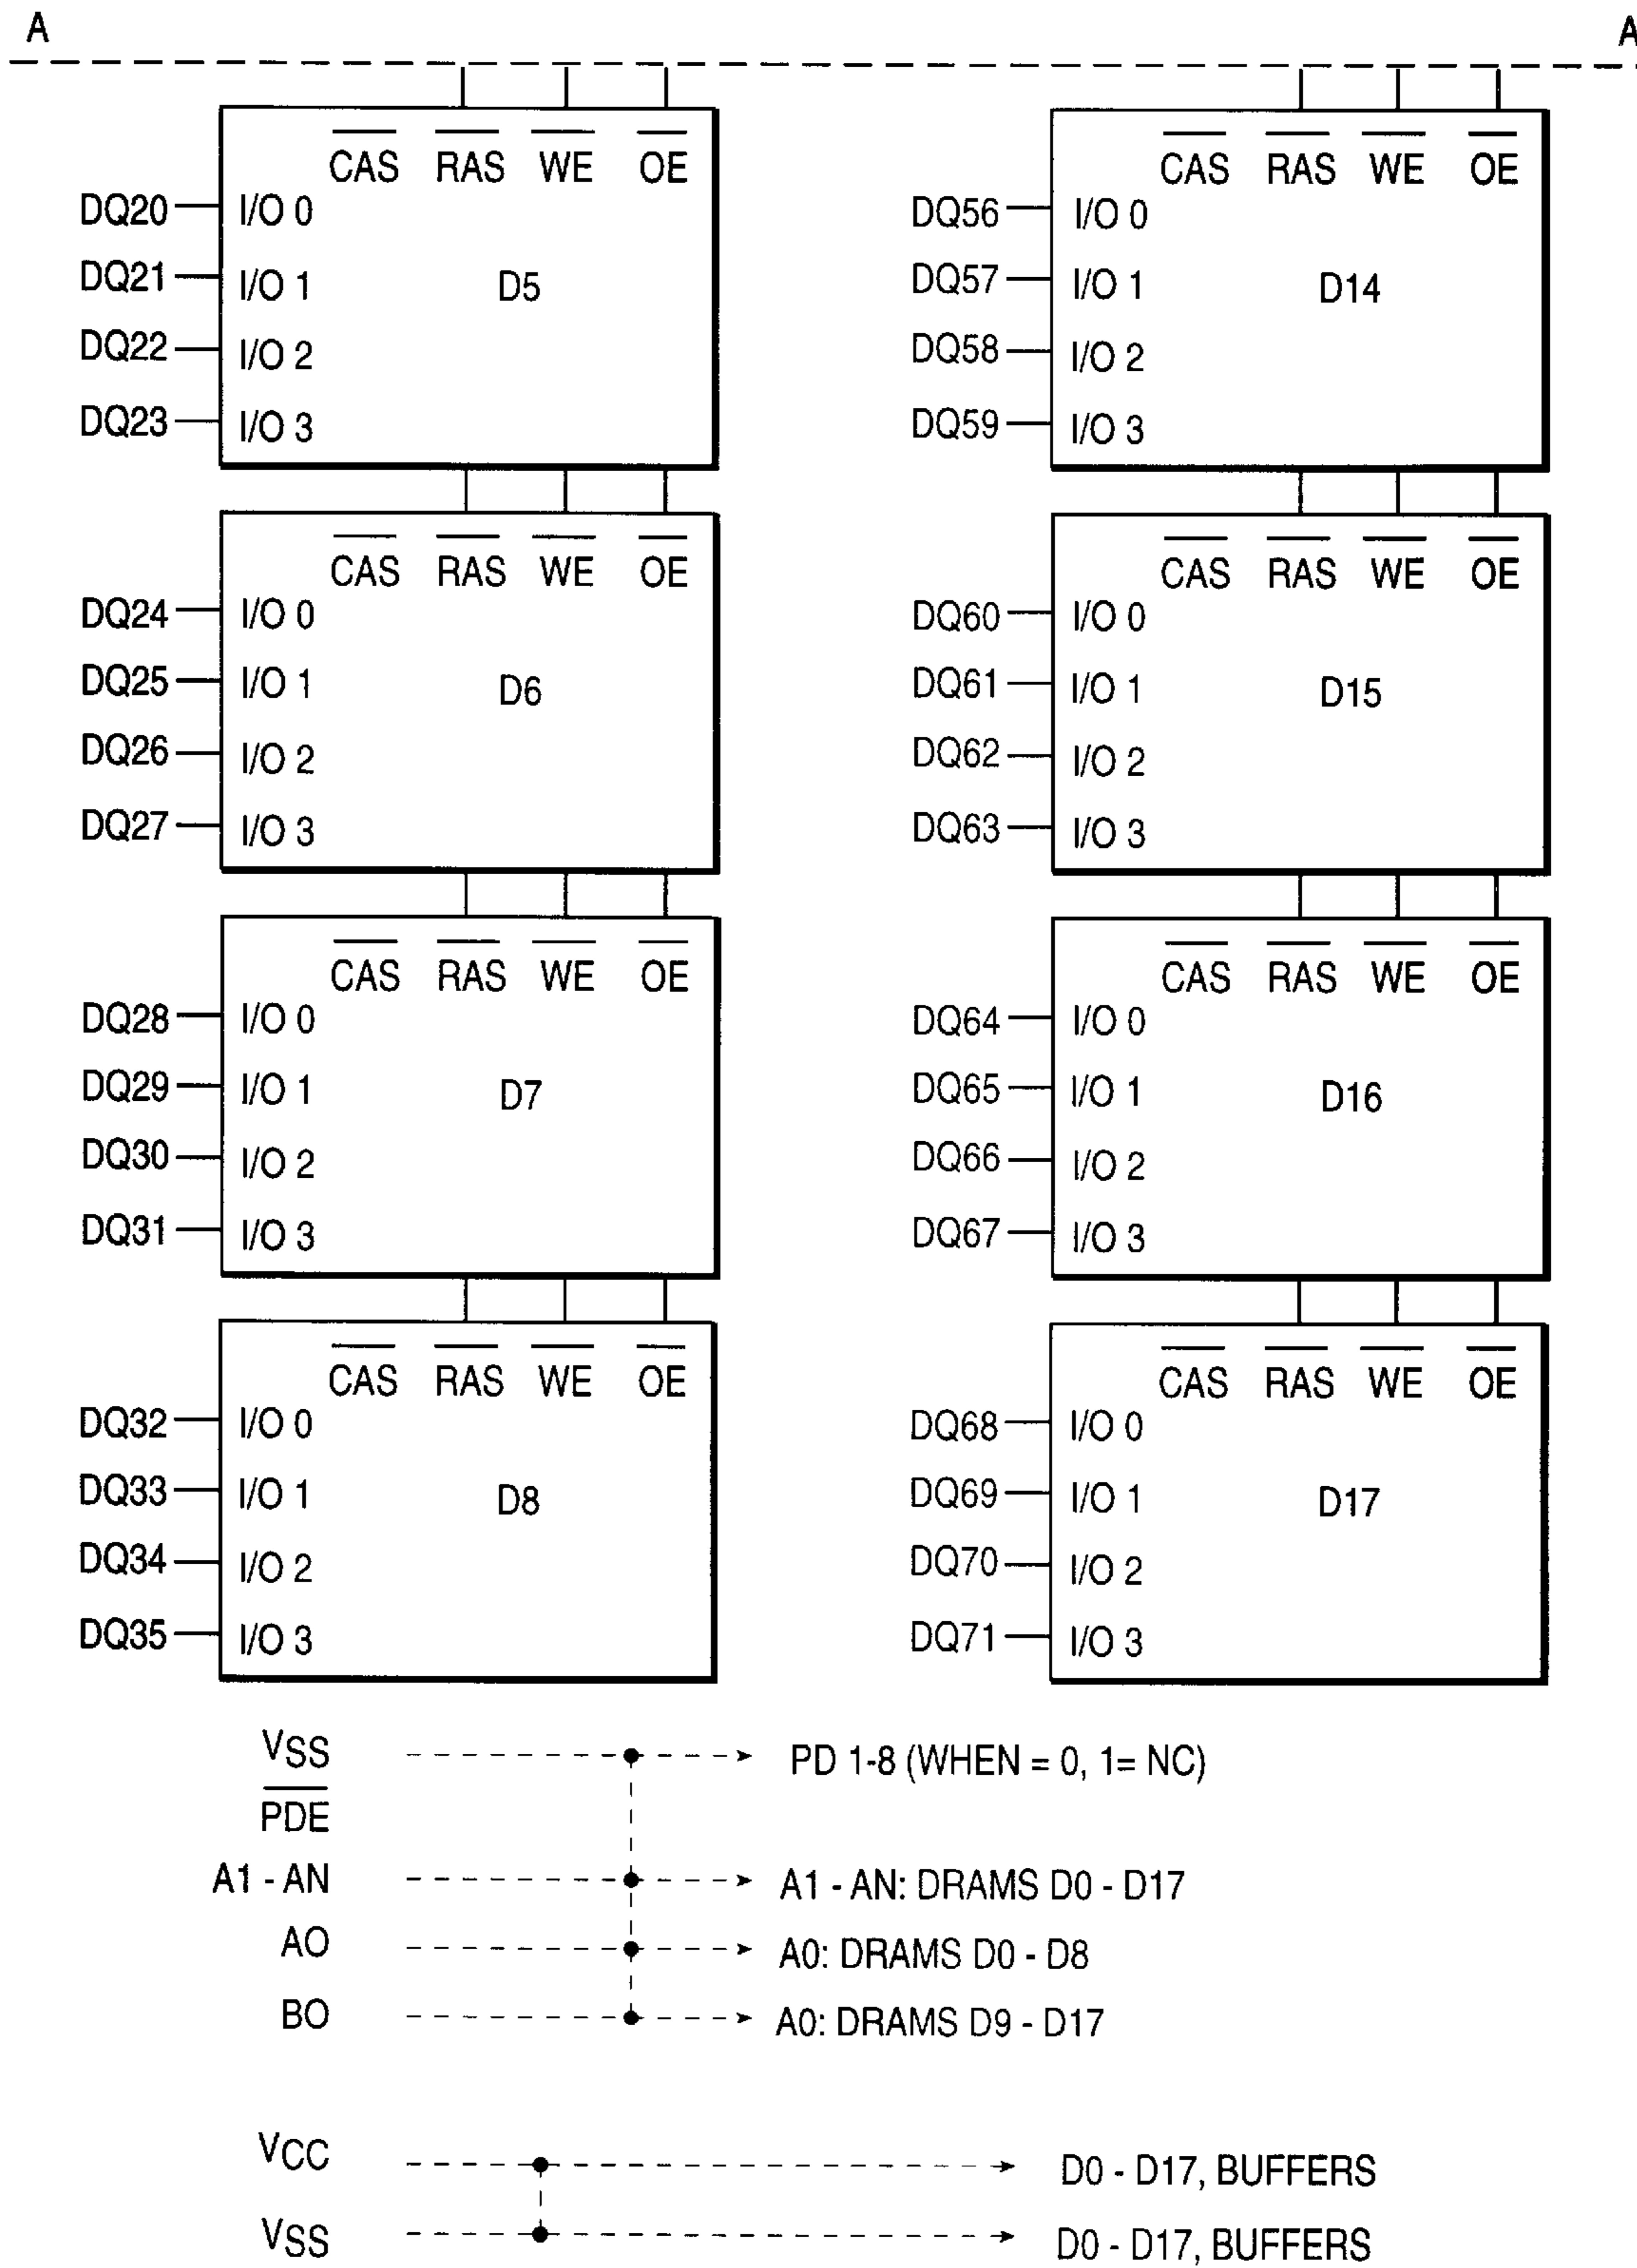 A A
CAS RAS WE OE
DQ20 I/O 0
DQ21 I/O 1 D5
DQ22 I/O 2
DQ23 I/O 3
CAS RAS WE OE
DQ56 I/O 0
DQ57 I/O 1 D14
DQ58 I/O 2
DQ59 I/O 3
CAS RAS WE OE
DQ24 I/O 0
DQ25 I/O 1 D6
DQ26 I/O 2
DQ27 I/O 3
CAS RAS WE OE
DQ60 I/O 0
DQ61 I/O 1 D15
DQ62 I/O 2
DQ63 I/O 3
CAS RAS WE OE
DQ28 I/O 0
DQ29 I/O 1 D7
DQ30 I/O 2
DQ31 I/O 3
CAS RAS WE OE
DQ64 I/O 0
DQ65 I/O 1 D16
DQ66 I/O 2
DQ67 I/O 3
CAS RAS WE OE
DQ32 I/O 0
DQ33 I/O 1 D8
DQ34 I/O 2
DQ35 I/O 3
CAS RAS WE OE
DQ68 I/O 0
DQ69 I/O 1 D17
DQ70 I/O 2
DQ71 I/O 3
VSS PD 1-8 (WHEN = 0, 1= NC)
PDE
A1 - AN A1 - AN: DRAMS D0 - D17
AO A0: DRAMS D0 - D8
BO A0: DRAMS D9 - D17
VCC D0 - D17, BUFFERS
VSS D0 - D17, BUFFERS